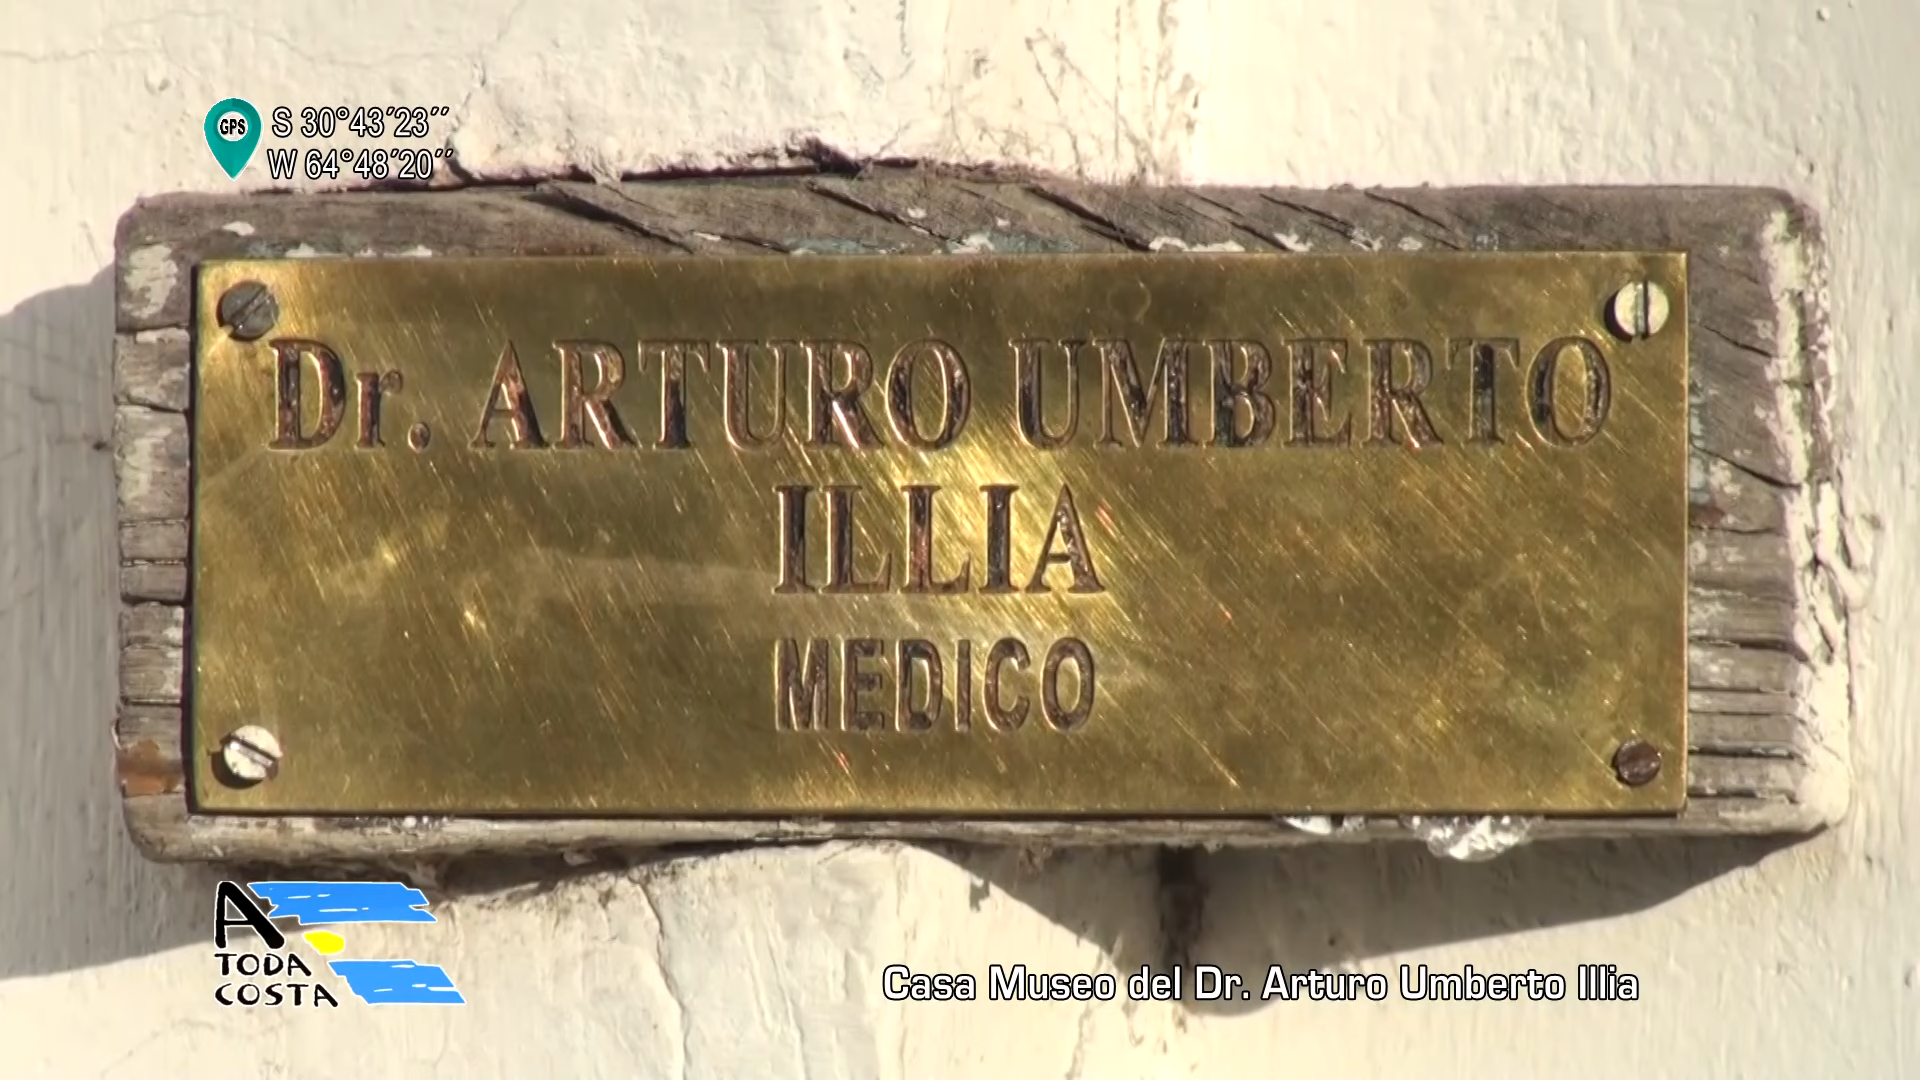 GPS
S 30°43´23´´
W 64°48´20´´
Dr. ARTURO UMBERTO
ILLIA
MEDICO
A
TODA
COSTA
Casa Museo del Dr. Arturo Umberto Illia